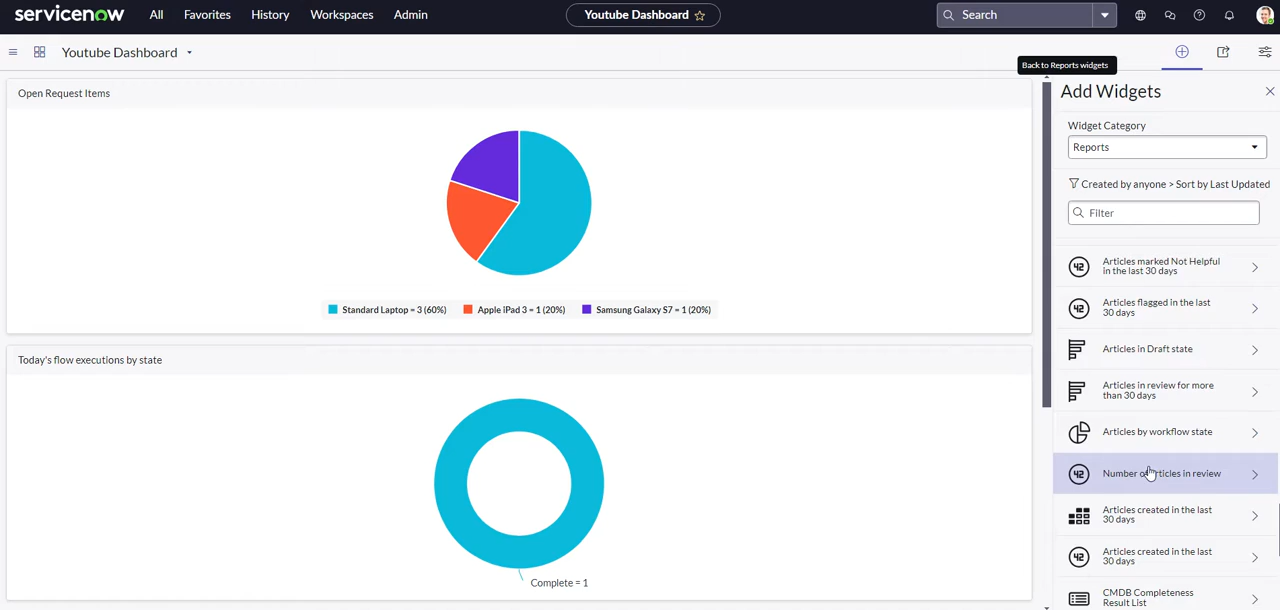 servicenow
All
Favorites
History
Workspaces
Admin
Youtube Dashboard
Search
Youtube Dashboard
Back to Reports widgets
Open Request Items
Standard Laptop = 3 (60%)
Apple iPad 3 = 1 (20%)
Samsung Galaxy S7 = 1 (20%)
Today's flow executions by state
Complete = 1
Add Widgets
Widget Category
Reports
Created by anyone > Sort by Last Updated
Filter
42
Articles marked Not Helpful
in the last 30 days
42
Articles flagged in the last
30 days
Articles in Draft state
Articles in review for more
than 30 days
Articles by workflow state
42
Number of articles in review
Articles created in the last
30 days
42
Articles created in the last
30 days
CMDB Completeness
Result List